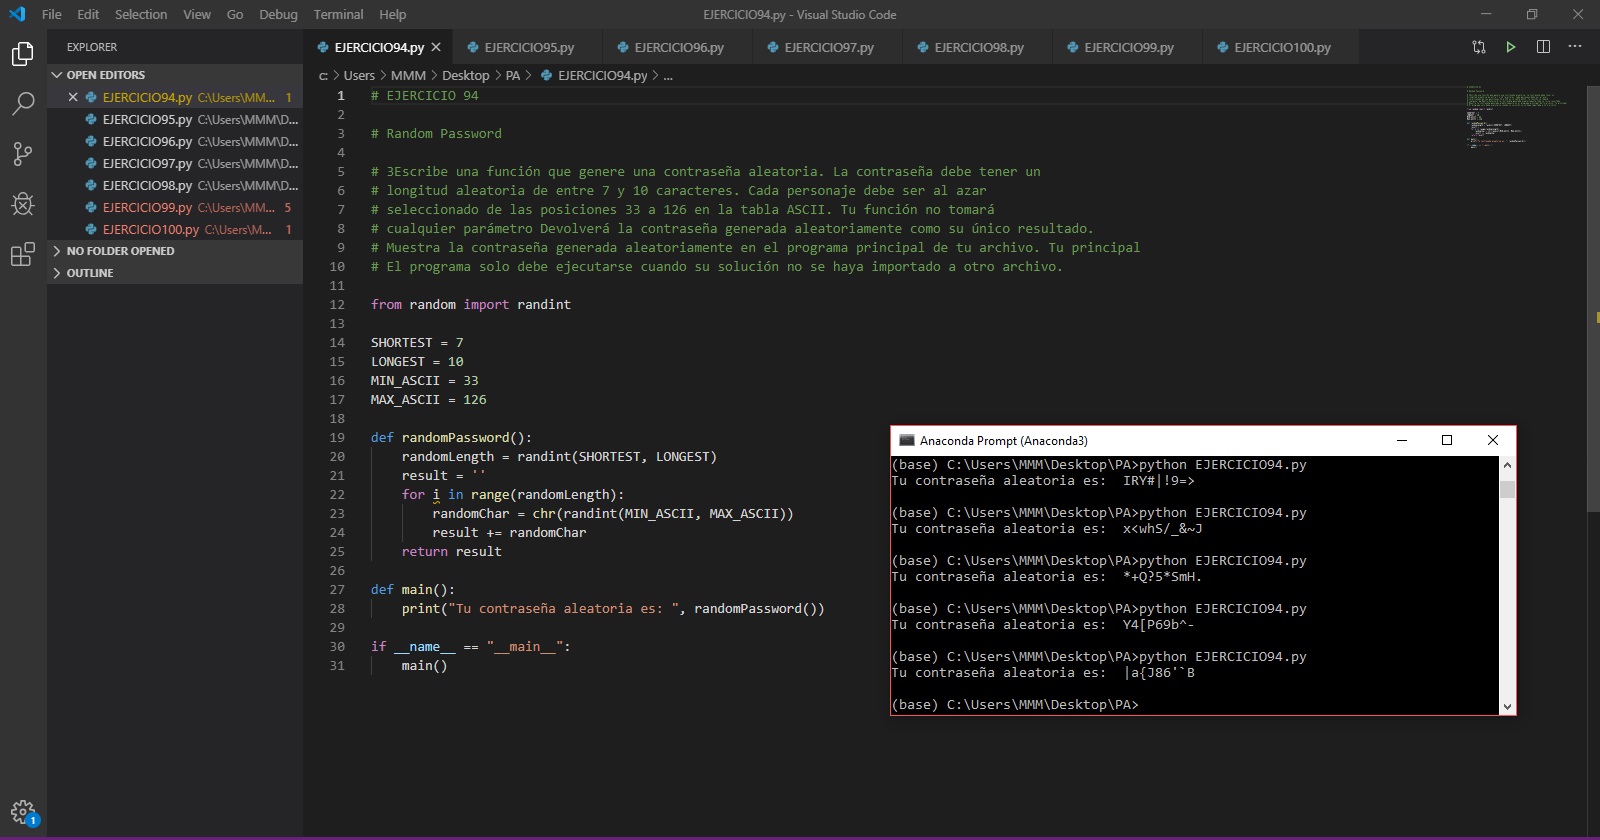 File Edit Selection View Go Debug Terminal Help EJERCICIO94.py - Visual Studio Code
EXPLORER
OPEN EDITORS
EJERCICIO94.py C:\Users\MM... 1
EJERCICIO95.py C:\Users\MMM\D...
EJERCICIO96.py C:\Users\MMM\D...
EJERCICIO97.py C:\Users\MMM\D...
EJERCICIO98.py C:\Users\MMM\D...
EJERCICIO99.py C:\Users\MM... 5
EJERCICIO100.py C:\Users\M... 1
NO FOLDER OPENED
OUTLINE
1
EJERCICIO94.py EJERCICIO95.py EJERCICIO96.py EJERCICIO97.py EJERCICIO98.py EJERCICIO99.py EJERCICIO100.py
c: > Users > MMM > Desktop > PA > EJERCICIO94.py > ...
1 # EJERCICIO 94
2
3 # Random Password
4
5 # 3Escribe una función que genere una contraseña aleatoria. La contraseña debe tener un
6 # longitud aleatoria de entre 7 y 10 caracteres. Cada personaje debe ser al azar
7 # seleccionado de las posiciones 33 a 126 en la tabla ASCII. Tu función no tomará
8 # cualquier parámetro Devolverá la contraseña generada aleatoriamente como su único resultado.
9 # Muestra la contraseña generada aleatoriamente en el programa principal de tu archivo. Tu principal
10 # El programa solo debe ejecutarse cuando su solución no se haya importado a otro archivo.
11
12 from random import randint
13
14 SHORTEST = 7
15 LONGEST = 10
16 MIN_ASCII = 33
17 MAX_ASCII = 126
18
19 def randomPassword():
20 randomLength = randint(SHORTEST, LONGEST)
21 result = ''
22 for i in range(randomLength):
23 randomChar = chr(randint(MIN_ASCII, MAX_ASCII))
24 result += randomChar
25 return result
26
27 def main():
28 print("Tu contraseña aleatoria es: ", randomPassword())
29
30 if __name__ == "__main__":
31 main()
Anaconda Prompt (Anaconda3)
(base) C:\Users\MMM\Desktop\PA>python EJERCICIO94.py
Tu contraseña aleatoria es:  IRY#|!9=>
(base) C:\Users\MMM\Desktop\PA>python EJERCICIO94.py
Tu contraseña aleatoria es:  x<whS/_&~J
(base) C:\Users\MMM\Desktop\PA>python EJERCICIO94.py
Tu contraseña aleatoria es:  *+Q?5*SmH.
(base) C:\Users\MMM\Desktop\PA>python EJERCICIO94.py
Tu contraseña aleatoria es:  Y4[P69b^-
(base) C:\Users\MMM\Desktop\PA>python EJERCICIO94.py
Tu contraseña aleatoria es:  |a{J86'`B
(base) C:\Users\MMM\Desktop\PA>